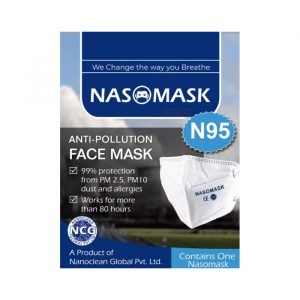 We Change the way you Breathe
NASOMASK
N95
ANTI-POLLUTION
FACE MASK
99% protection
from PM 2.5, PM10
dust and allergies
Works for more
than 80 hours
NASOMASK
CE
NCG
A Product of
Nanoclean Global Pvt. Ltd.
Contains One
Nasomask